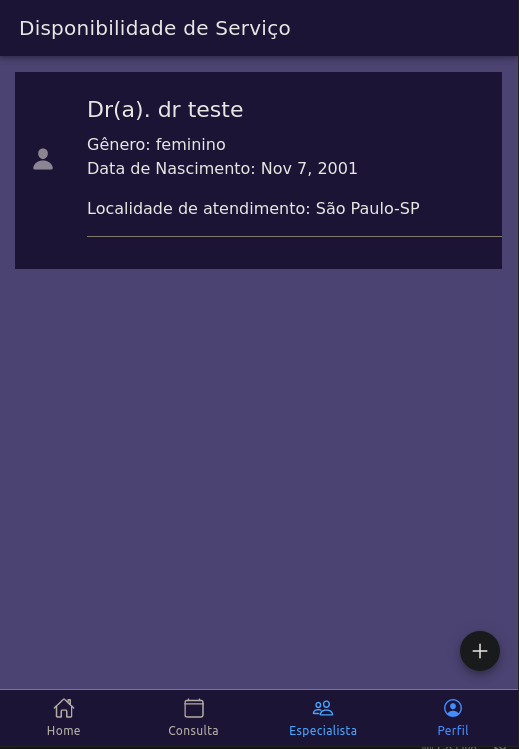 Disponibilidade de Serviço
Dr(a). dr teste
Gênero: feminino
Data de Nascimento: Nov 7, 2001
Localidade de atendimento: São Paulo-SP
Home
Consulta
Especialista
Perfil